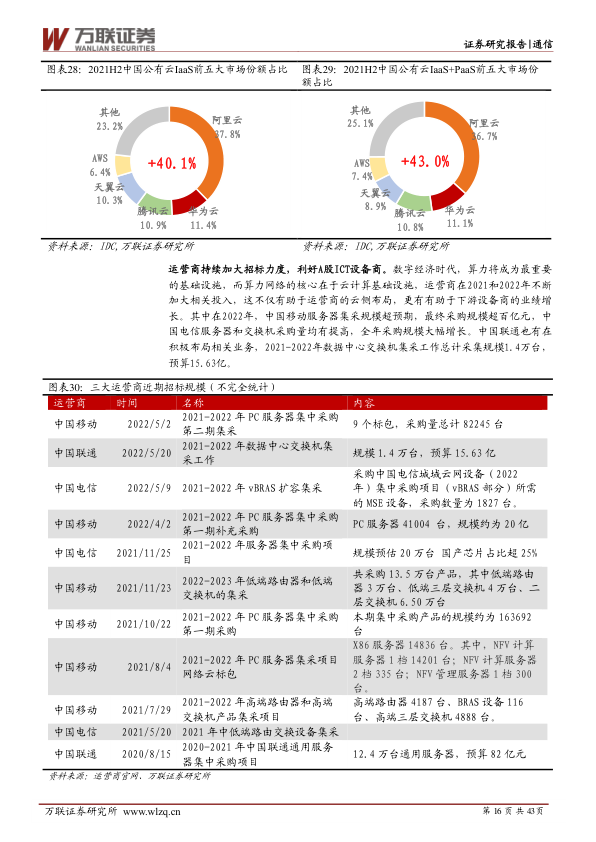 万联证券
WANLIAN SECURITIES
证券研究报告|通信
图表28：2021H2中国公有云IaaS前五大市场份额占比
图表29：2021H2中国公有云IaaS+PaaS前五大市场份
额占比
其他
23.2%
阿里云
37.8%
AWS
6.4%
+40.1%
天翼云
10.3%
腾讯云
10.9%
华为云
11.4%
其他
25.1%
阿里云
36.7%
AWS
7.4%
+43.0%
天翼云
8.9%
腾讯云
10.8%
华为云
11.1%
资料来源：IDC,万联证券研究所
资料来源：IDC,万联证券研究所
运营商持续加大招标力度，利好A股ICT设备商。数字经济时代，算力将成为最重要
的基础设施，而算力网络的核心在于云计算基础设施，运营商在2021和2022年不断
加大相关投入，这不仅有助于运营商的云侧布局，更有有助于下游设备商的业绩增
长。其中在2022年，中国移动服务器集采规模超预期，最终采购规模超百亿元，中
国电信服务器和交换机采购量均有提高，全年采购规模大幅增长。中国联通也有在
积极布局相关业务，2021-2022年数据中心交换机集采工作总计采集规模1.4万台，
预算15.63亿。
图表30：三大运营商近期招标规模（不完全统计）
运营商 时间 名称 内容
中国移动 2022/5/2 2021-2022 年 PC 服务器集中采购
第二期集采 9 个标包，采购量总计 82245 台
中国联通 2022/5/20 2021-2022 年数据中心交换机集
采工作 规模 1.4 万台，预算 15.63 亿
中国电信 2022/5/9 2021-2022 年 vBRAS 扩容集采 采购中国电信城域云网设备（2022
年）集中采购项目（vBRAS 部分）所需
的 MSE 设备，采购数量为 1827 台。
中国移动 2022/4/2 2021-2022 年 PC 服务器集中采购
第一期补充采购 PC 服务器 41004 台，规模约为 20 亿
中国电信 2021/11/25 2021-2022 年服务器集中采购项
目 规模预估 20 万台 国产芯片占比超 25%
中国移动 2021/11/23 2022-2023 年低端路由器和低端
交换机的集采 共采购 13.5 万台产品，其中低端路由
器 3 万台、低端三层交换机 4 万台、二
层交换机 6.50 万台
中国移动 2021/10/22 2021-2022 年 PC 服务器集中采购
第一期采购 本期集中采购产品的规模约为 163692
台
中国移动 2021/8/4 2021-2022 年 PC 服务器集采项目
网络云标包 X86 服务器 14836 台。其中，NFV 计算
服务器 1 档 14201 台；NFV 计算服务器
2 档 335 台；NFV 管理服务器 1 档 300
台。
中国移动 2021/7/29 2021-2022 年高端路由器和高端
交换机产品集采项目 高端路由器 4187 台、BRAS 设备 116
台、高端三层交换机 4888 台。
中国电信 2021/5/20 2021 年中低端路由交换设备集采
中国联通 2020/8/15 2020-2021 年中国联通通用服务
器集中采购项目 12.4 万台通用服务器，预算 82 亿元
资料来源：运营商官网，万联证券研究所
万联证券研究所 www.wlzq.cn
第 16 页 共 43 页